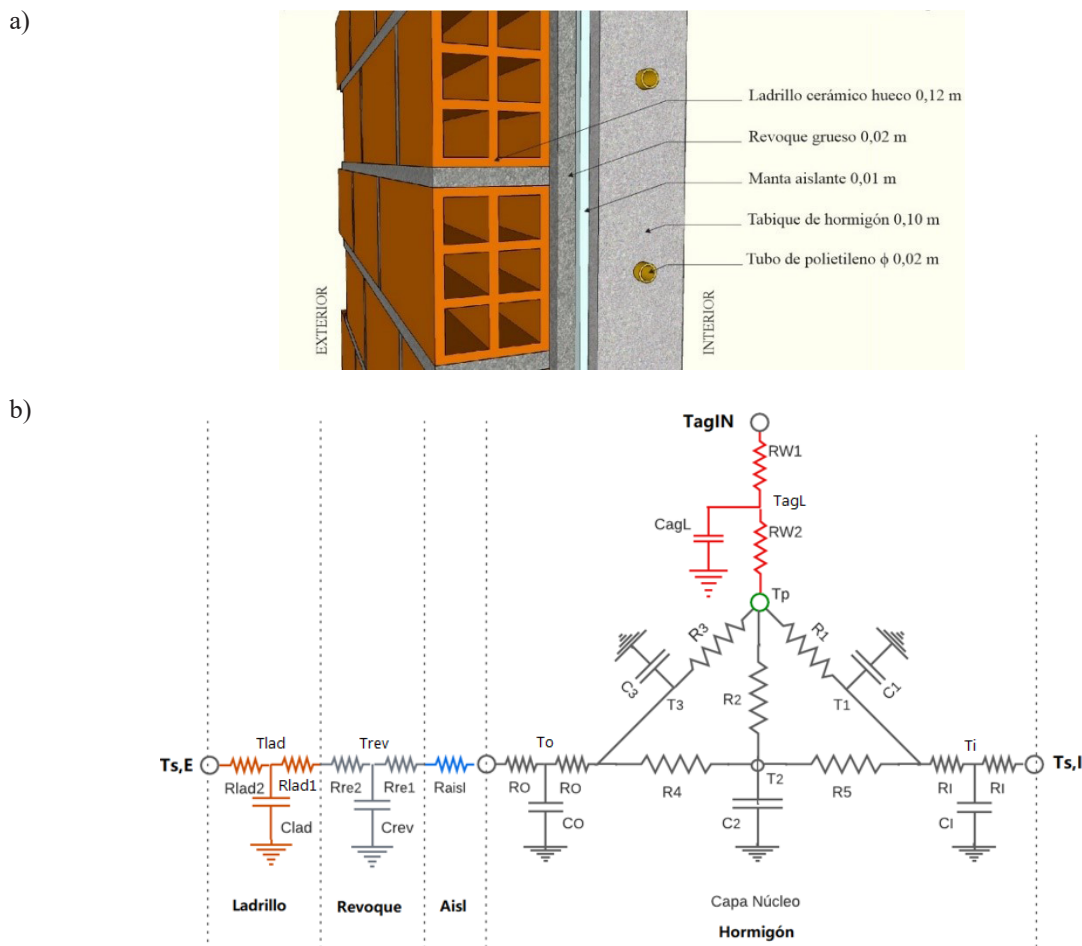 a)
Ladrillo cerámico hueco 0,12 m
Revoque grueso 0,02 m
Manta aislante 0,01 m
Tabique de hormigón 0,10 m
Tubo de polietileno ϕ 0,02 m
EXTERIOR
INTERIOR
b)
TagIN
RW1
TagL
CagL
RW2
Tp
R3
R1
C3
C1
R2
T3
T1
Tlad
Trev
To
Ti
Ts,E
T2
Ts,I
Rlad2
Rlad1
Rre2
Rre1
Raisl
RO
RO
R4
R5
RI
RI
Clad
Crev
CO
C2
CI
Ladrillo
Revoque
Aisl
Capa Núcleo
Hormigón